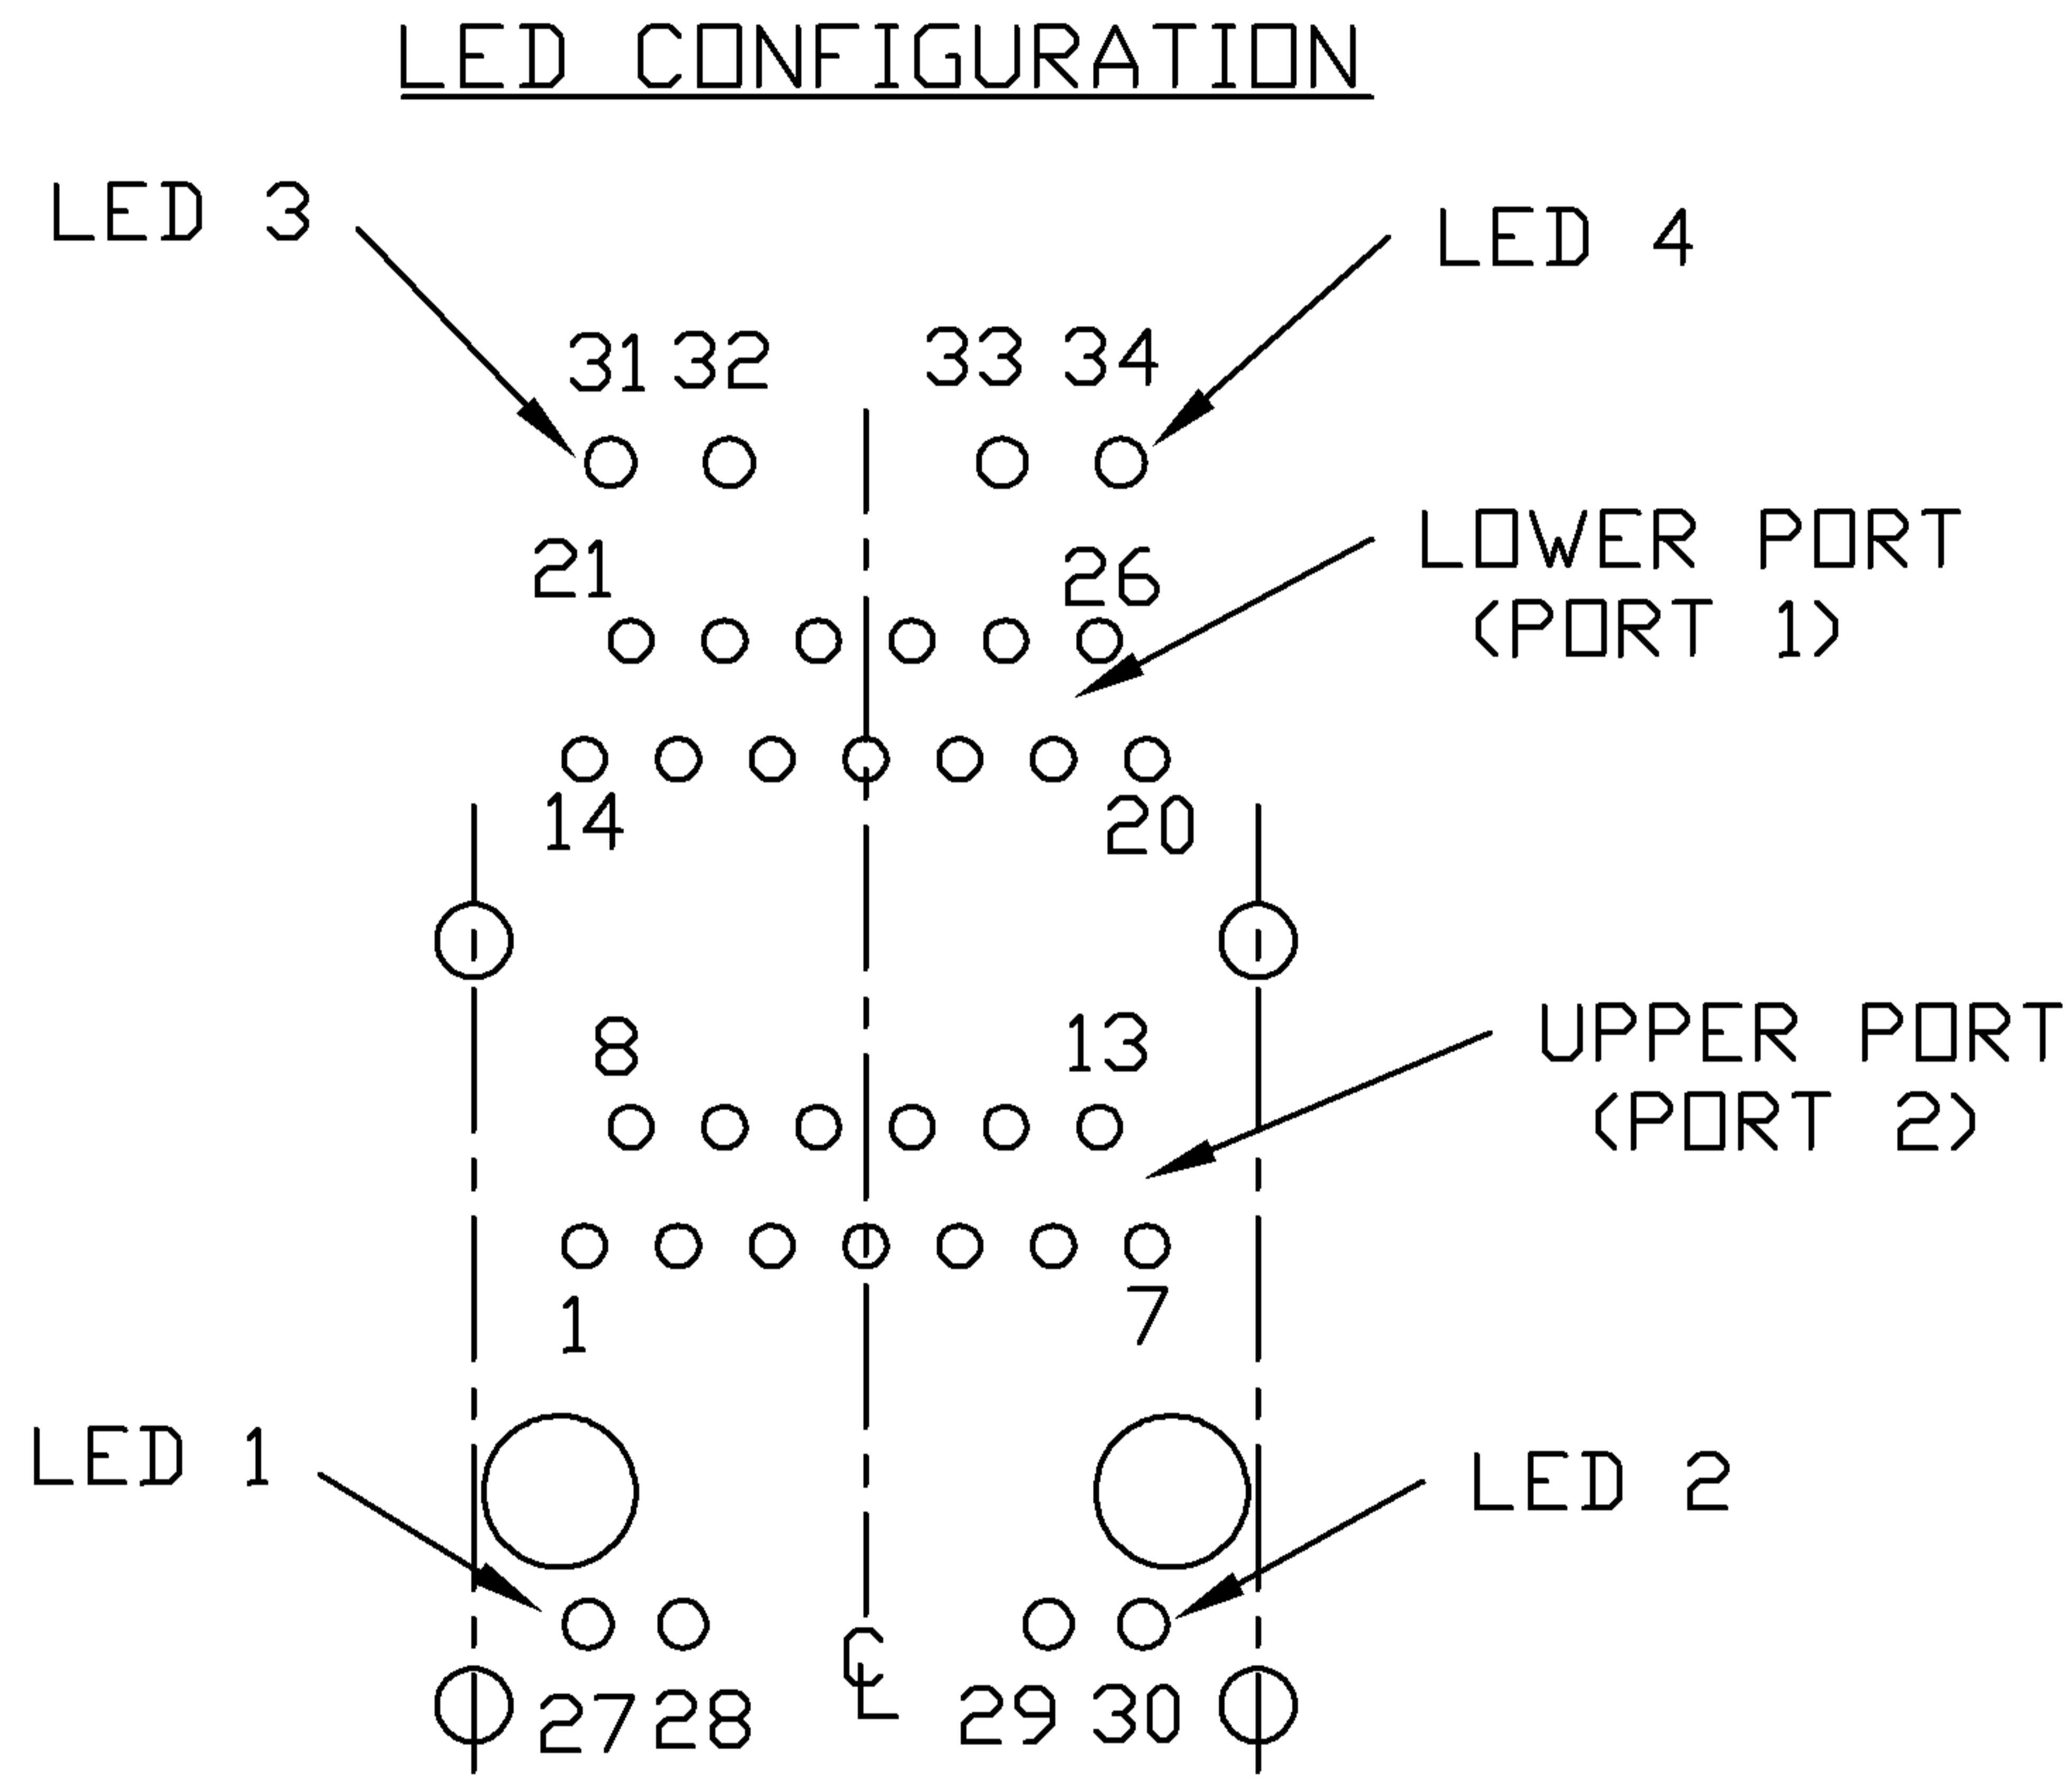 LED CONFIGURATION
LED 3
LED 4
31 32 33 34
21 26
LOWER PORT
(PORT 1)
14 20
8 13
UPPER PORT
(PORT 2)
1 7
LED 1
LED 2
CL
27 28 29 30